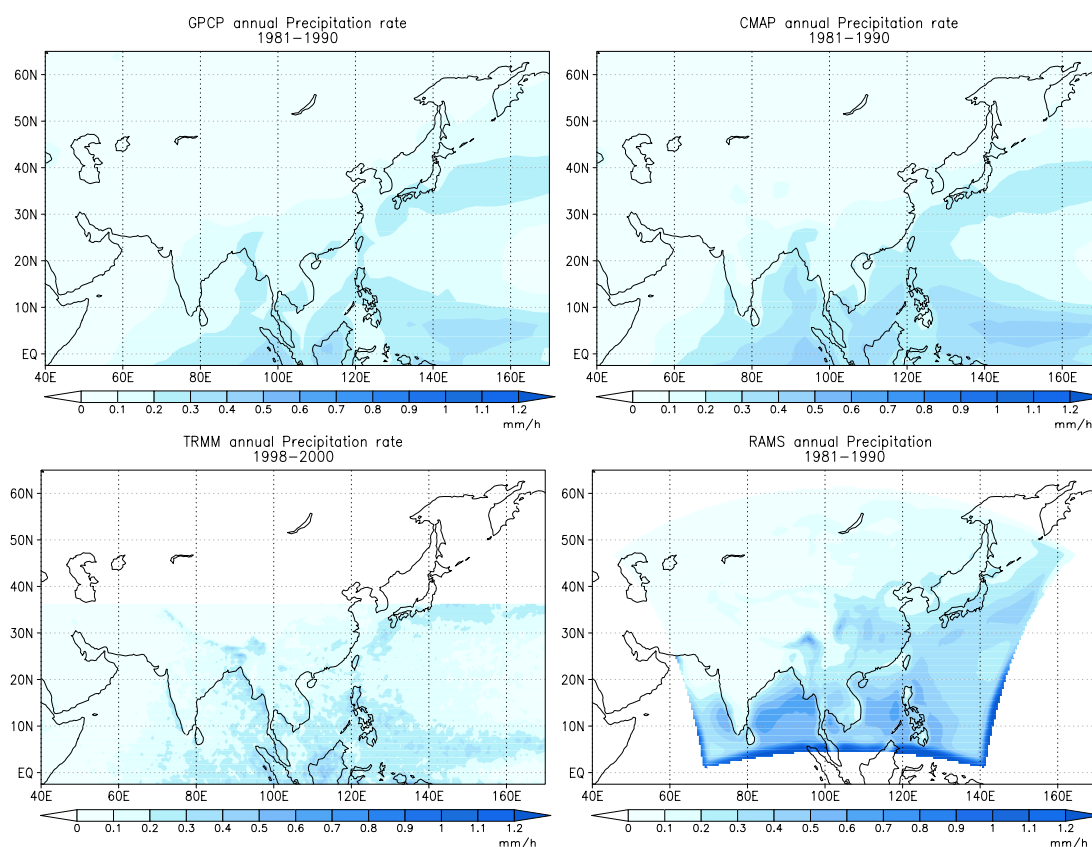 GPCP annual Precipitation rate
1981−1990
60N
50N
40N
30N
20N
10N
EQ
40E 60E 80E 100E 120E 140E 160E
0 0.1 0.2 0.3 0.4 0.5 0.6 0.7 0.8 0.9 1 1.1 1.2
mm/h
CMAP annual Precipitation rate
1981−1990
60N
50N
40N
30N
20N
10N
EQ
40E 60E 80E 100E 120E 140E 160E
0 0.1 0.2 0.3 0.4 0.5 0.6 0.7 0.8 0.9 1 1.1 1.2
mm/h
TRMM annual Precipitation rate
1998−2000
60N
50N
40N
30N
20N
10N
EQ
40E 60E 80E 100E 120E 140E 160E
0 0.1 0.2 0.3 0.4 0.5 0.6 0.7 0.8 0.9 1 1.1 1.2
mm/h
RAMS annual Precipitation
1981−1990
60N
50N
40N
30N
20N
10N
EQ
40E 60E 80E 100E 120E 140E 160E
0 0.1 0.2 0.3 0.4 0.5 0.6 0.7 0.8 0.9 1 1.1 1.2
mm/h